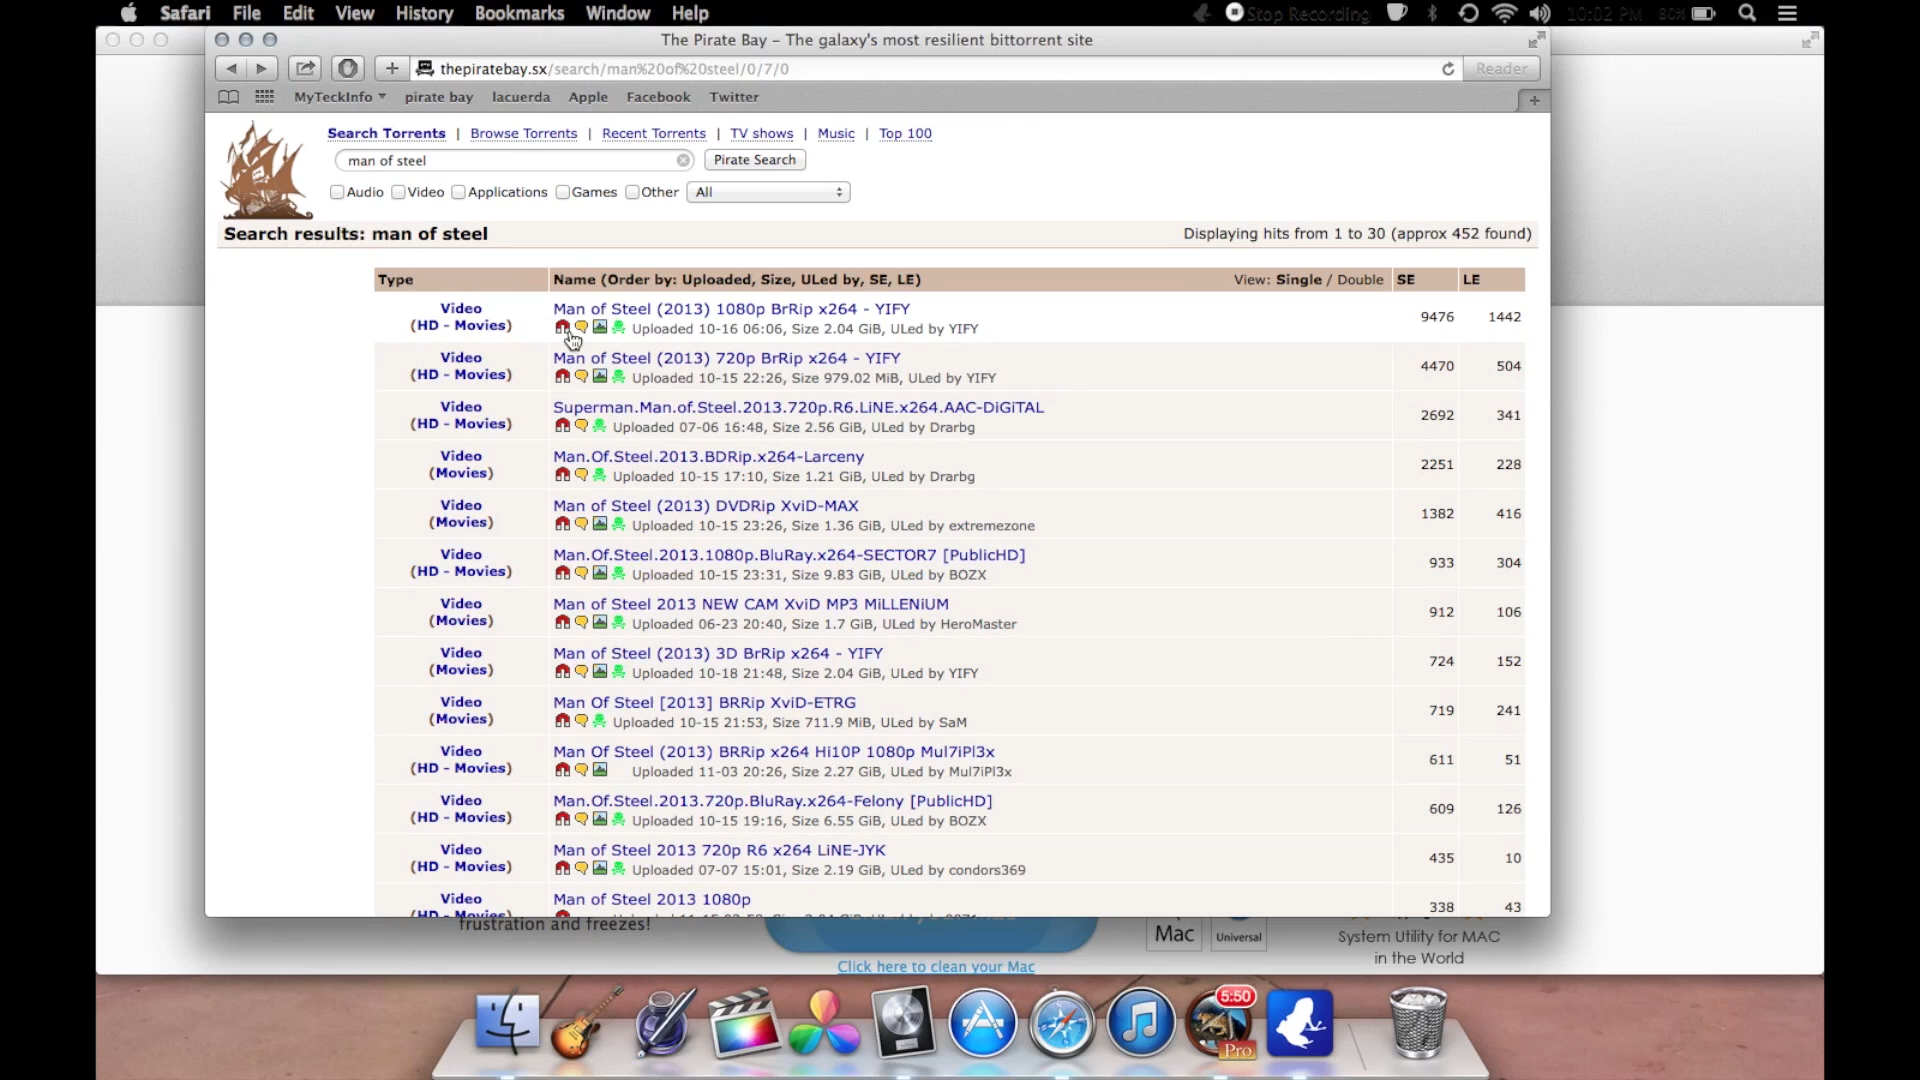 Safari File Edit View History Bookmarks Window Help Stop Recording 10:02 PM 80%
The Pirate Bay – The galaxy's most resilient bittorrent site
thepiratebay.sx/search/man%20of%20steel/0/7/0 Reader
MyTeckInfo pirate bay lacuerda Apple Facebook Twitter
Search Torrents | Browse Torrents | Recent Torrents | TV shows | Music | Top 100
man of steel Pirate Search
Audio Video Applications Games Other All
Search results: man of steel Displaying hits from 1 to 30 (approx 452 found)
Type Name (Order by: Uploaded, Size, ULed by, SE, LE) View: Single / Double SE LE
Video Man of Steel (2013) 1080p BrRip x264 - YIFY
(HD - Movies) Uploaded 10-16 06:06, Size 2.04 GiB, ULed by YIFY 9476 1442
Video Man of Steel (2013) 720p BrRip x264 - YIFY
(HD - Movies) Uploaded 10-15 22:26, Size 979.02 MiB, ULed by YIFY 4470 504
Video Superman.Man.of.Steel.2013.720p.R6.LiNE.x264.AAC-DiGiTAL
(HD - Movies) Uploaded 07-06 16:48, Size 2.56 GiB, ULed by Drarbg 2692 341
Video Man.Of.Steel.2013.BDRip.x264-Larceny
(Movies) Uploaded 10-15 17:10, Size 1.21 GiB, ULed by Drarbg 2251 228
Video Man of Steel (2013) DVDRip XviD-MAX
(Movies) Uploaded 10-15 23:26, Size 1.36 GiB, ULed by extremezone 1382 416
Video Man.Of.Steel.2013.1080p.BluRay.x264-SECTOR7 [PublicHD]
(HD - Movies) Uploaded 10-15 23:31, Size 9.83 GiB, ULed by BOZX 933 304
Video Man of Steel 2013 NEW CAM XviD MP3 MiLLENiUM
(Movies) Uploaded 06-23 20:40, Size 1.7 GiB, ULed by HeroMaster 912 106
Video Man of Steel (2013) 3D BrRip x264 - YIFY
(Movies) Uploaded 10-18 21:48, Size 2.04 GiB, ULed by YIFY 724 152
Video Man Of Steel [2013] BRRip XviD-ETRG
(Movies) Uploaded 10-15 21:53, Size 711.9 MiB, ULed by SaM 719 241
Video Man Of Steel (2013) BRRip x264 Hi10P 1080p Mul7iPl3x
(HD - Movies) Uploaded 11-03 20:26, Size 2.27 GiB, ULed by Mul7iPl3x 611 51
Video Man.Of.Steel.2013.720p.BluRay.x264-Felony [PublicHD]
(HD - Movies) Uploaded 10-15 19:16, Size 6.55 GiB, ULed by BOZX 609 126
Video Man of Steel 2013 720p R6 x264 LiNE-JYK
(HD - Movies) Uploaded 07-07 15:01, Size 2.19 GiB, ULed by condors369 435 10
Video Man of Steel 2013 1080p
(HD - Movies) 338 43
frustration and freezes! Mac Universal System Utility for MAC
in the World
Click here to clean your Mac
5:50
Pro